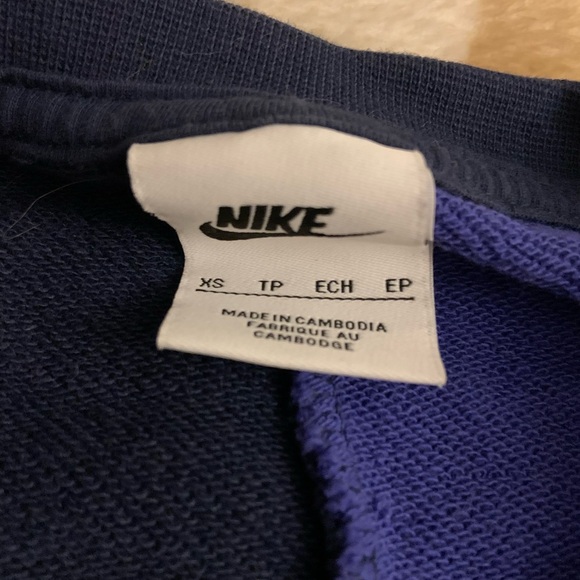 NIKE
XS TP ECH EP
MADE IN CAMBODIA
FABRIQUE AU
CAMBODGE